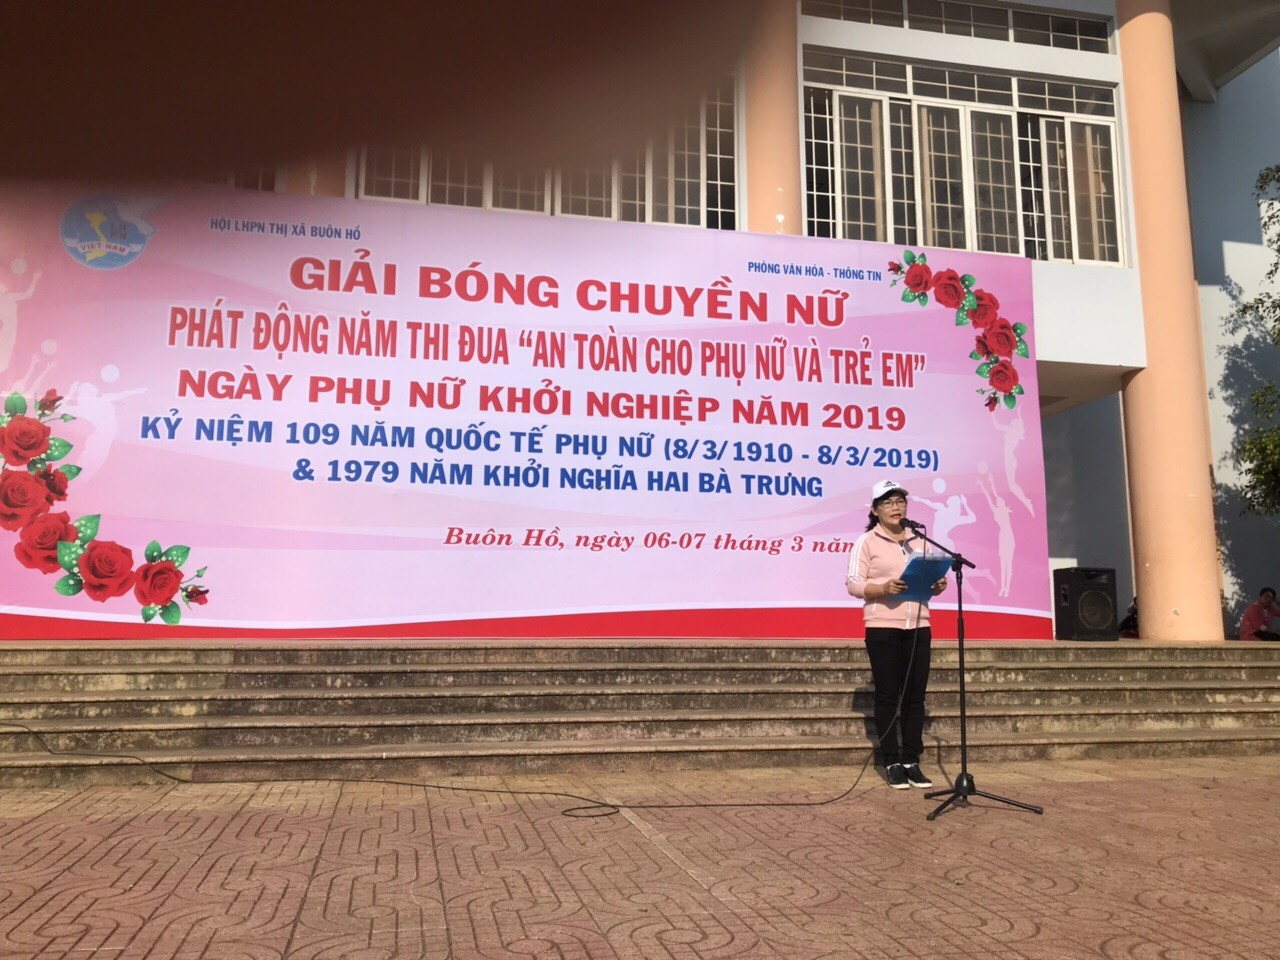 HỘI LHPN THỊ XÃ BUÔN HỒ
PHÒNG VĂN HÓA - THÔNG TIN
VIỆT NAM
GIẢI BÓNG CHUYỀN NỮ
PHÁT ĐỘNG NĂM THI ĐUA “AN TOÀN CHO PHỤ NỮ VÀ TRẺ EM”
NGÀY PHỤ NỮ KHỞI NGHIỆP NĂM 2019
KỶ NIỆM 109 NĂM QUỐC TẾ PHỤ NỮ (8/3/1910 - 8/3/2019)
& 1979 NĂM KHỞI NGHĨA HAI BÀ TRƯNG
Buôn Hồ, ngày 06-07 tháng 3 năm